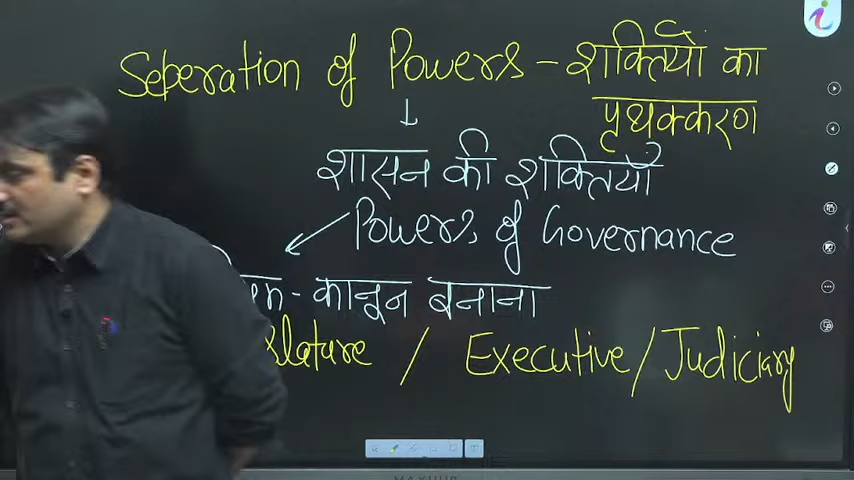 Seperation of Powers - शक्तियों का
पृथक्करण
↓
शासन की शक्तियाँ
Powers of Governance
- कानून बनाना
/ Executive / Judiciary